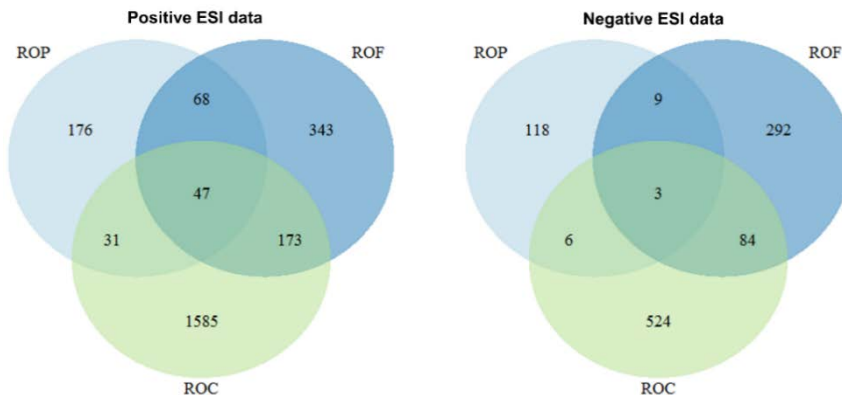 Positive ESI data
ROP
ROF
68
176
343
47
31
173
1585
ROC
Negative ESI data
ROP
ROF
9
118
292
3
6
84
524
ROC